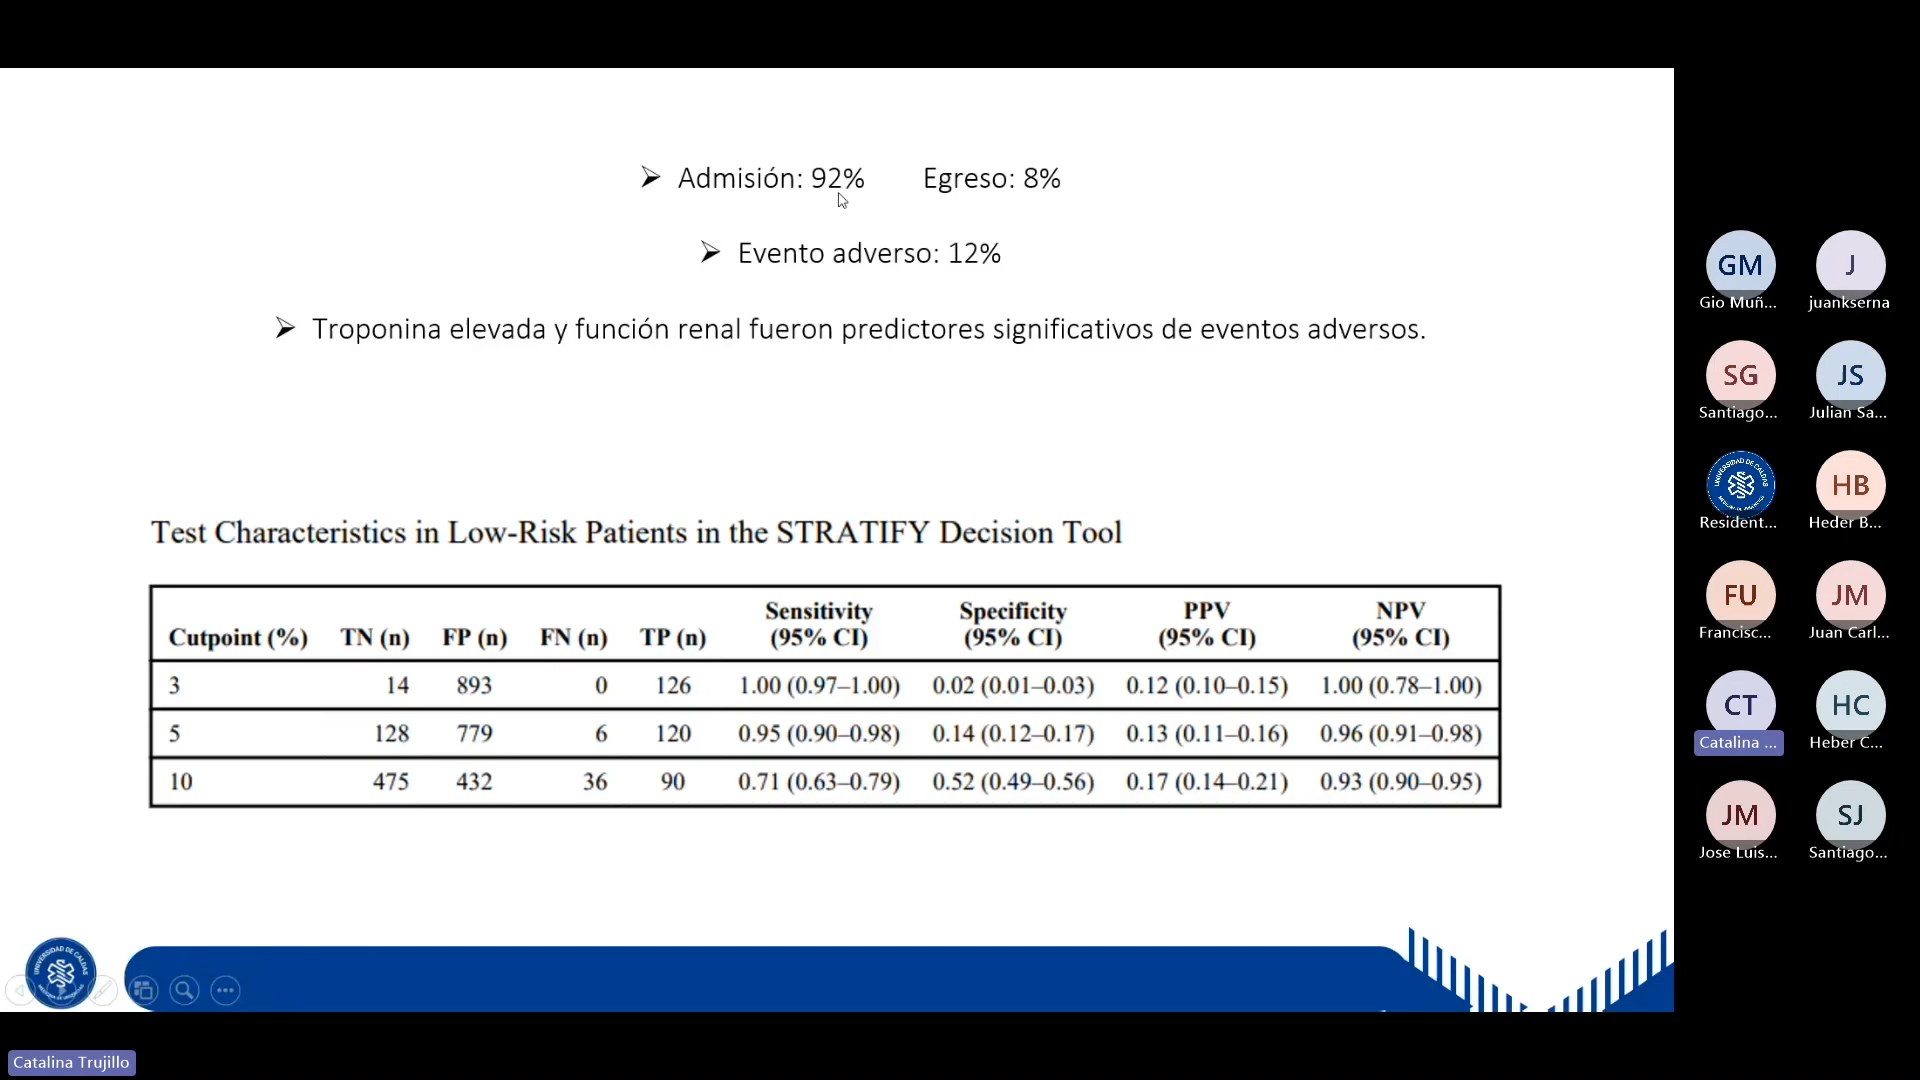 ➢ Admisión: 92% Egreso: 8%
➢ Evento adverso: 12%
➢ Troponina elevada y función renal fueron predictores significativos de eventos adversos.
Test Characteristics in Low-Risk Patients in the STRATIFY Decision Tool
Cutpoint (%) TN (n) FP (n) FN (n) TP (n) Sensitivity (95% CI) Specificity (95% CI) PPV (95% CI) NPV (95% CI)
3 14 893 0 126 1.00 (0.97–1.00) 0.02 (0.01–0.03) 0.12 (0.10–0.15) 1.00 (0.78–1.00)
5 128 779 6 120 0.95 (0.90–0.98) 0.14 (0.12–0.17) 0.13 (0.11–0.16) 0.96 (0.91–0.98)
10 475 432 36 90 0.71 (0.63–0.79) 0.52 (0.49–0.56) 0.17 (0.14–0.21) 0.93 (0.90–0.95)
UNIVERSIDAD DE CALDAS
GM J
Gio Muñ... juankserna
SG JS
Santiago... Julian Sa...
UNIVERSIDAD DE CALDAS HB
Resident... Heder B...
FU JM
Francisc... Juan Carl...
CT HC
Catalina ... Heber C...
JM SJ
Jose Luis... Santiago...
Catalina Trujillo